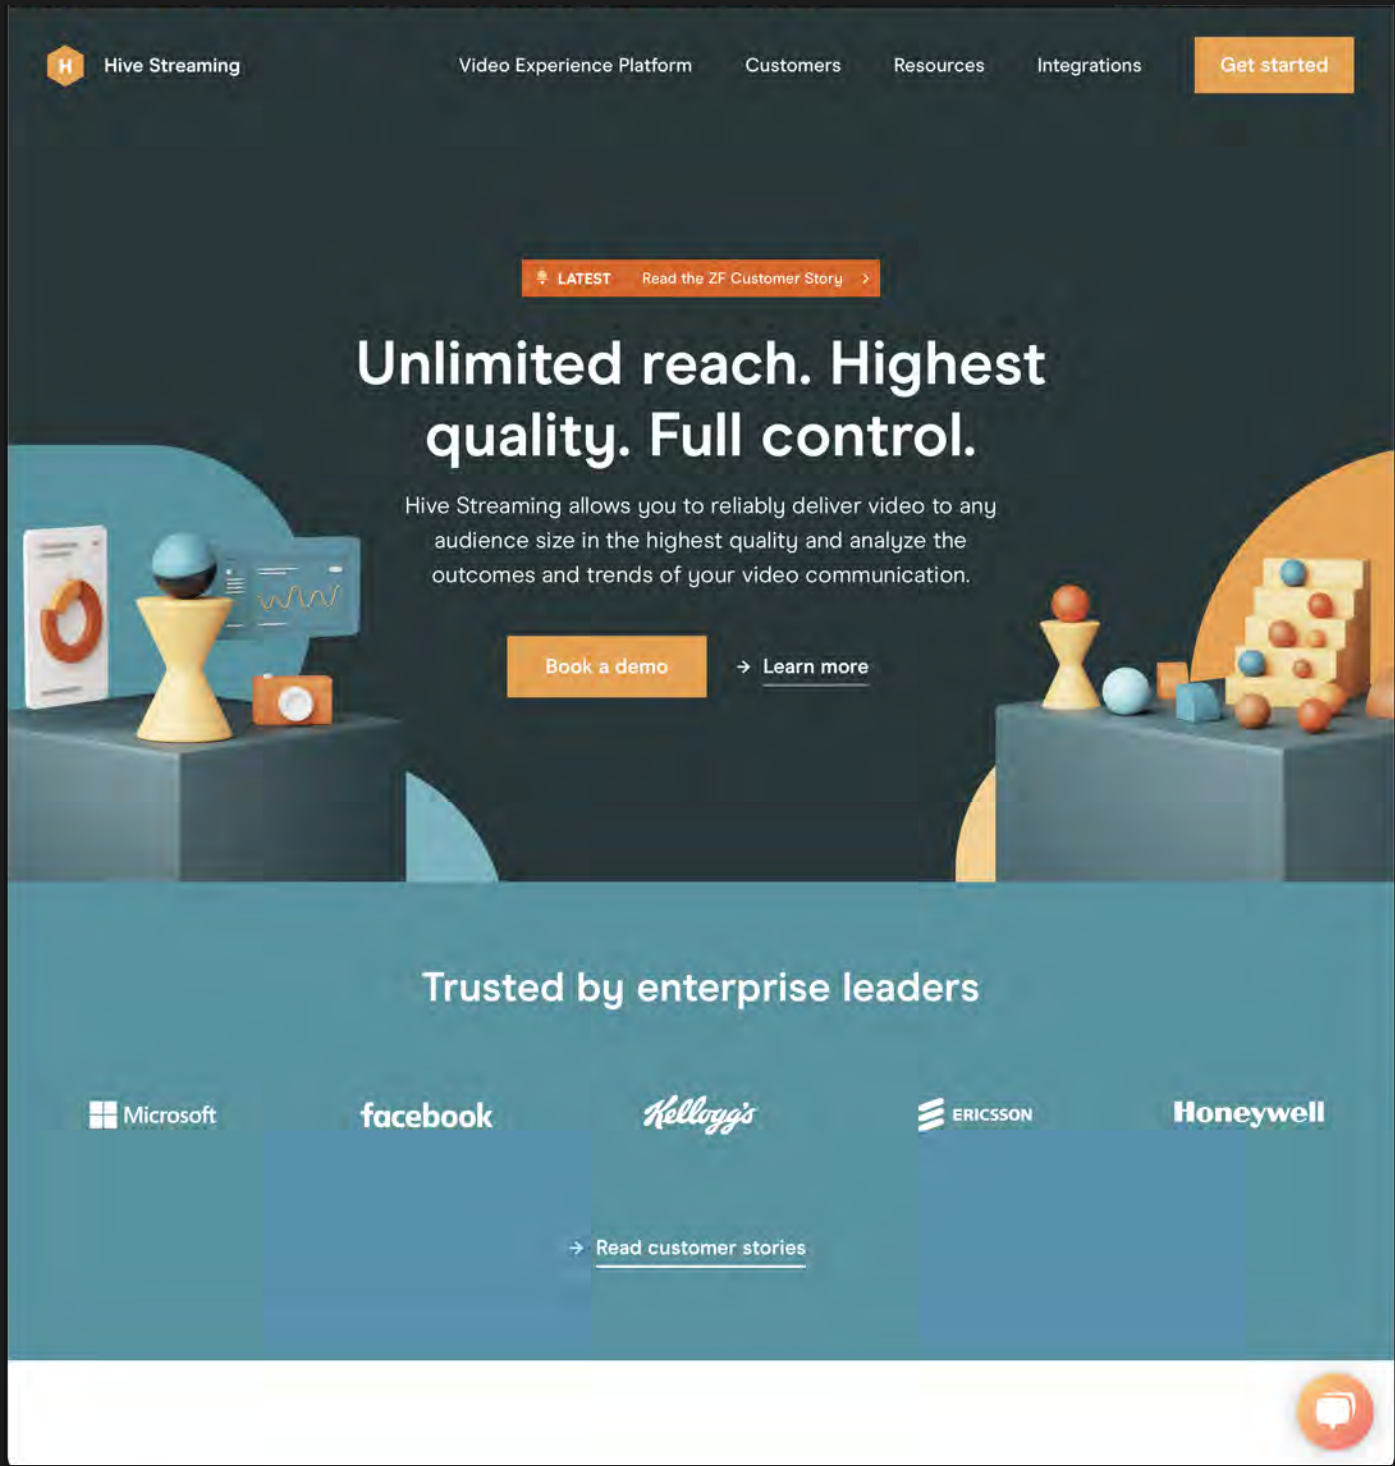 H Hive Streaming
Video Experience Platform
Customers
Resources
Integrations
Get started
LATEST Read the ZF Customer Story
Unlimited reach. Highest
quality. Full control.
Hive Streaming allows you to reliably deliver video to any
audience size in the highest quality and analyze the
outcomes and trends of your video communication.
Book a demo
→ Learn more
Trusted by enterprise leaders
Microsoft
facebook
Kellogg's
ERICSSON
Honeywell
→ Read customer stories